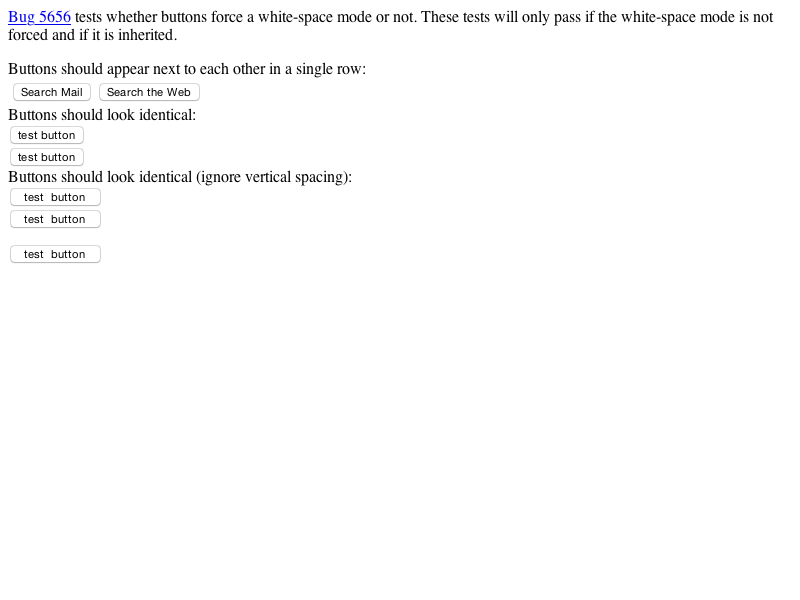 Bug 5656 tests whether buttons force a white-space mode or not. These tests will only pass if the white-space mode is not
forced and if it is inherited.
Buttons should appear next to each other in a single row:
Search Mail Search the Web
Buttons should look identical:
test button
test button
Buttons should look identical (ignore vertical spacing):
test  button
test  button
test  button